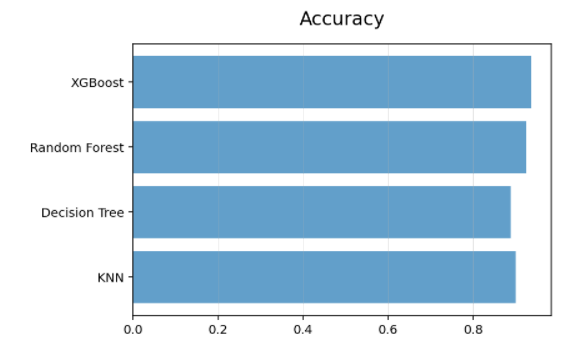 Accuracy
XGBoost
Random Forest
Decision Tree
KNN
0.0 0.2 0.4 0.6 0.8